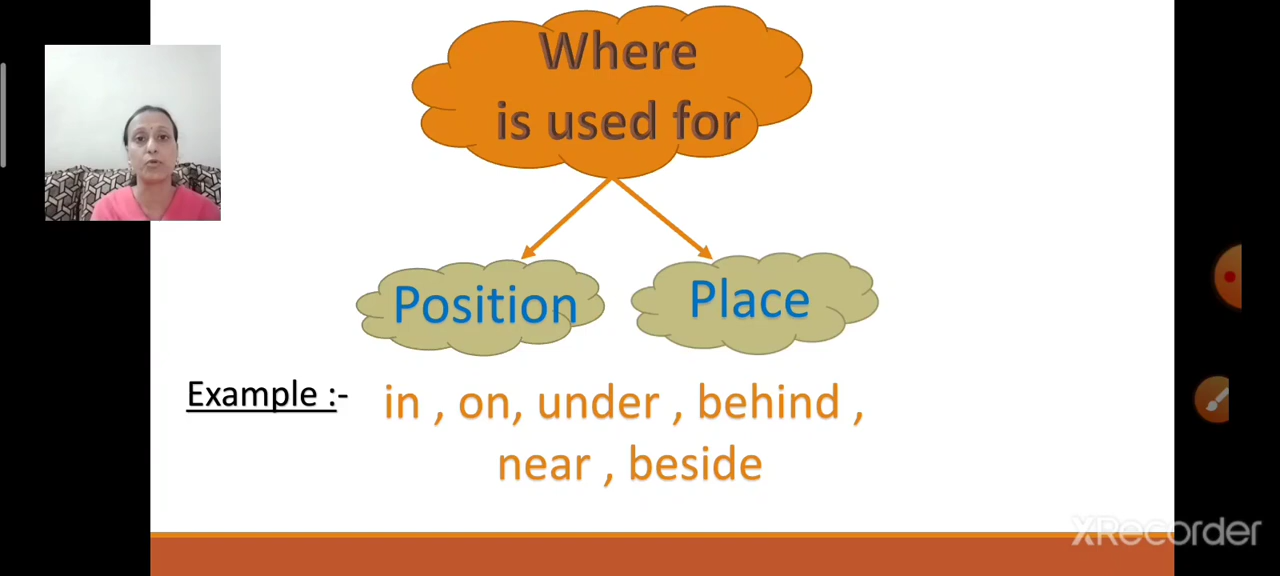 Where
is used for
Position
Place
Example :-
in , on, under , behind ,
near , beside
XRecorder